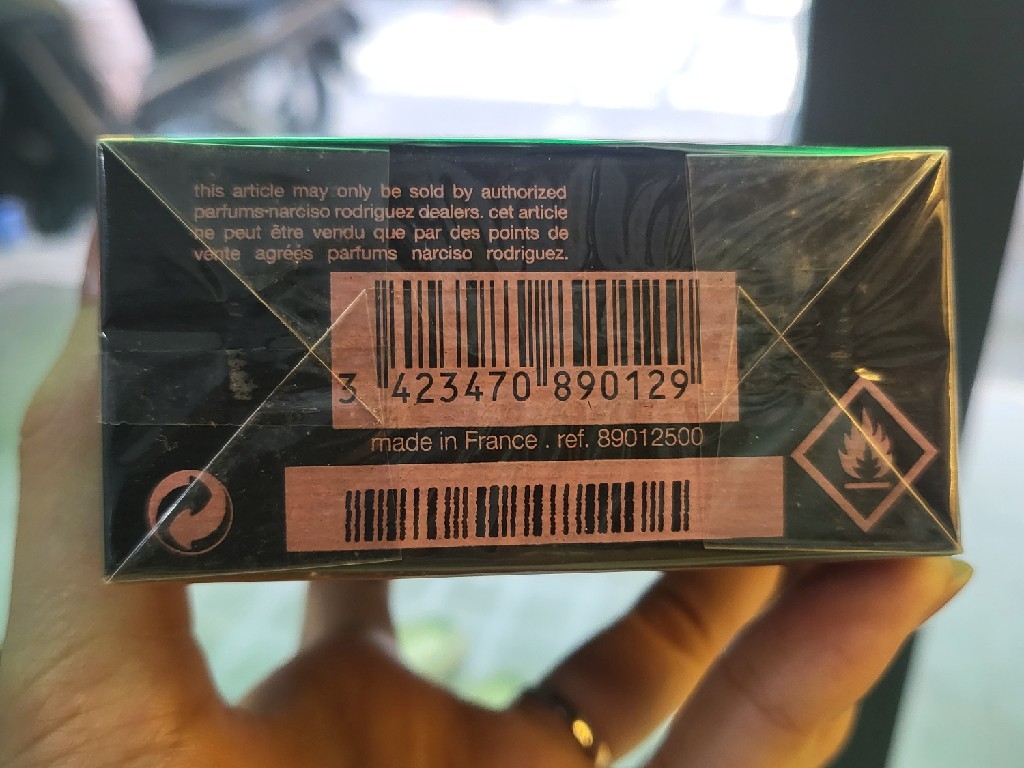 this article may only be sold by authorized
parfums-narciso rodriguez dealers. cet article
ne peut être vendu que par des points de
vente agréés parfums narciso rodriguez.
3 423470 890129
made in France . ref. 89012500